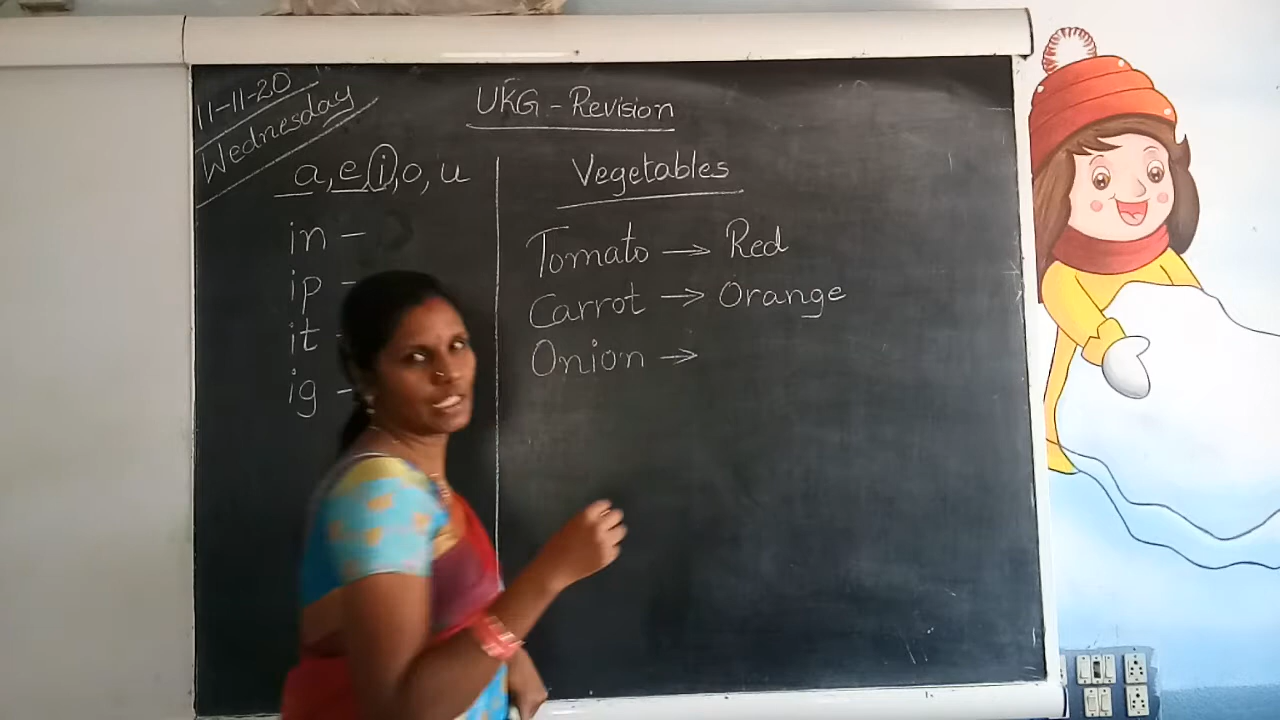 11-11-20
Wednesday
UKG - Revision
a, e, i, o, u
in -
ip -
it -
ig -
Vegetables
Tomato → Red
Carrot → Orange
Onion →